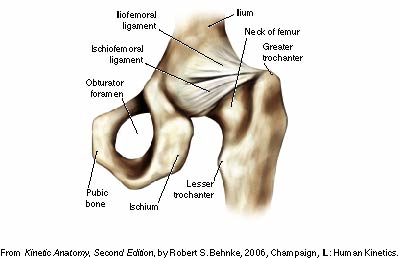 Iliofemoral
ligament
Ilium
Neck of femur
Ischiofemoral
ligament
Greater
trochanter
Obturator
foramen
Pubic
bone
Ischium
Lesser
trochanter
From Kinetic Anatomy, Second Edition, by Robert S. Behnke, 2006, Champaign, IL: Human Kinetics.